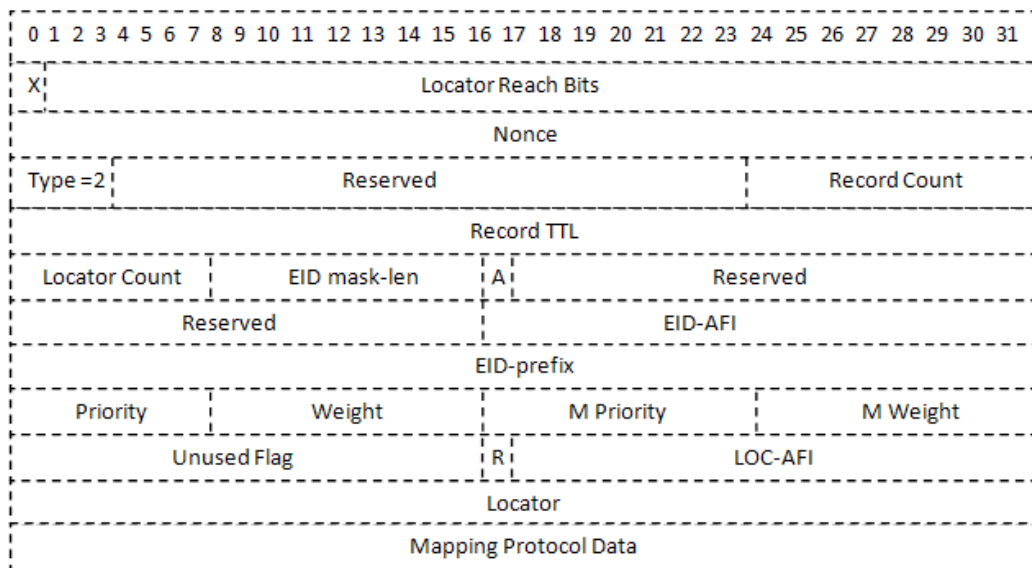 0 1 2 3 4 5 6 7 8 9 10 11 12 13 14 15 16 17 18 19 20 21 22 23 24 25 26 27 28 29 30 31
X Locator Reach Bits
Nonce
Type =2 Reserved Record Count
Record TTL
Locator Count EID mask-len A Reserved
Reserved EID-AFI
EID-prefix
Priority Weight M Priority M Weight
Unused Flag R LOC-AFI
Locator
Mapping Protocol Data